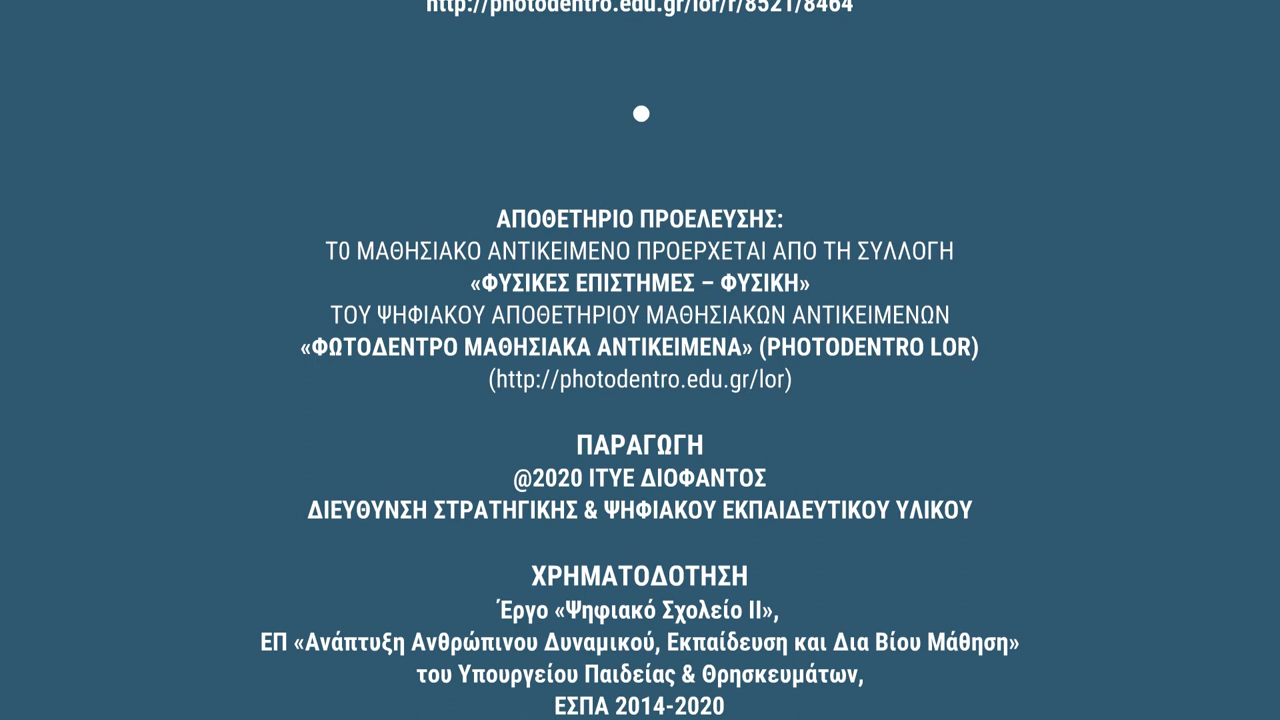 http://photodentro.edu.gr/lor/r/8521/8464
ΑΠΟΘΕΤΗΡΙΟ ΠΡΟΕΛΕΥΣΗΣ:
Τ0 ΜΑΘΗΣΙΑΚΟ ΑΝΤΙΚΕΙΜΕΝΟ ΠΡΟΕΡΧΕΤΑΙ ΑΠΟ ΤΗ ΣΥΛΛΟΓΗ
«ΦΥΣΙΚΕΣ ΕΠΙΣΤΗΜΕΣ – ΦΥΣΙΚΗ»
ΤΟΥ ΨΗΦΙΑΚΟΥ ΑΠΟΘΕΤΗΡΙΟΥ ΜΑΘΗΣΙΑΚΩΝ ΑΝΤΙΚΕΙΜΕΝΩΝ
«ΦΩΤΟΔΕΝΤΡΟ ΜΑΘΗΣΙΑΚΑ ΑΝΤΙΚΕΙΜΕΝΑ» (PHOTODENTRO LOR)
(http://photodentro.edu.gr/lor)
ΠΑΡΑΓΩΓΗ
@2020 ΙΤΥΕ ΔΙΟΦΑΝΤΟΣ
ΔΙΕΥΘΥΝΣΗ ΣΤΡΑΤΗΓΙΚΗΣ & ΨΗΦΙΑΚΟΥ ΕΚΠΑΙΔΕΥΤΙΚΟΥ ΥΛΙΚΟΥ
ΧΡΗΜΑΤΟΔΟΤΗΣΗ
Έργο «Ψηφιακό Σχολείο ΙΙ»,
ΕΠ «Ανάπτυξη Ανθρώπινου Δυναμικού, Εκπαίδευση και Δια Βίου Μάθηση»
του Υπουργείου Παιδείας & Θρησκευμάτων,
ΕΣΠΑ 2014-2020